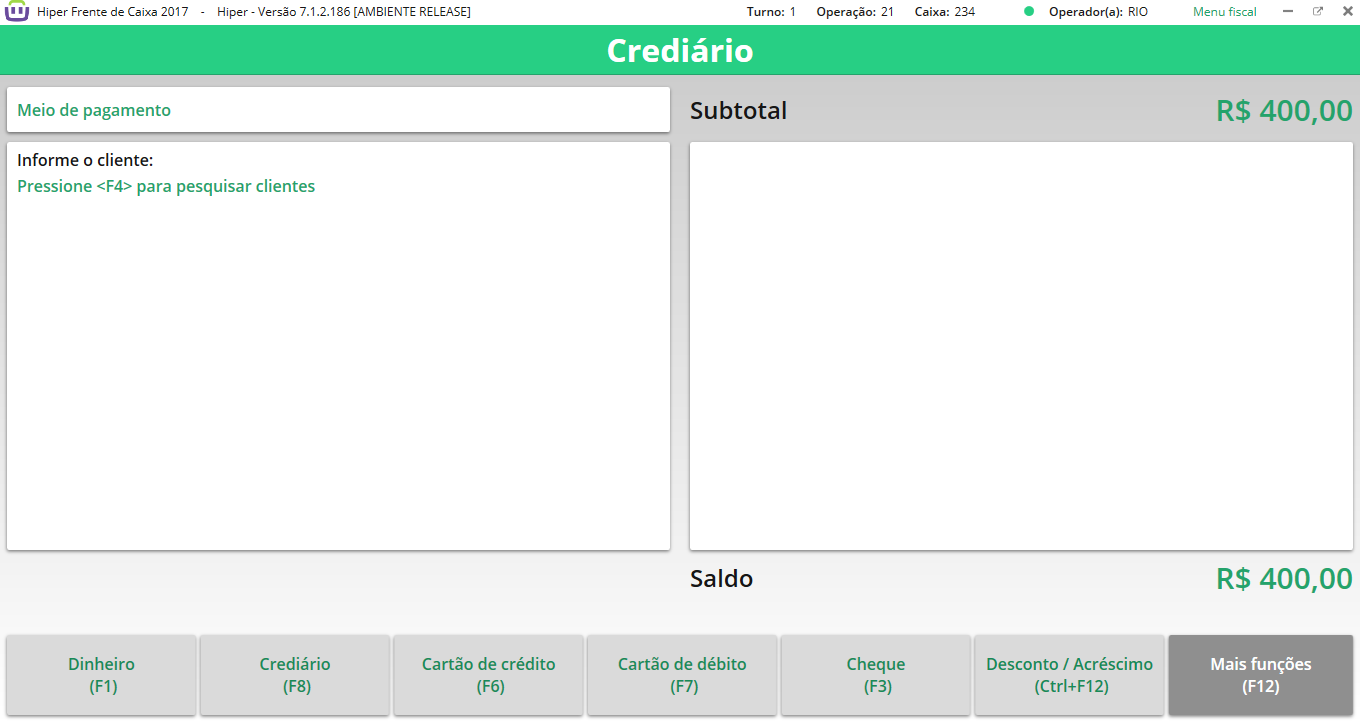 Hiper Frente de Caixa 2017 - Hiper - Versão 7.1.2.186 [AMBIENTE RELEASE] Turno: 1 Operação: 21 Caixa: 234 Operador(a): RIO Menu fiscal
Crediário
Meio de pagamento
Subtotal R$ 400,00
Informe o cliente:
Pressione <F4> para pesquisar clientes
Saldo R$ 400,00
Dinheiro
(F1)
Crediário
(F8)
Cartão de crédito
(F6)
Cartão de débito
(F7)
Cheque
(F3)
Desconto / Acréscimo
(Ctrl+F12)
Mais funções
(F12)